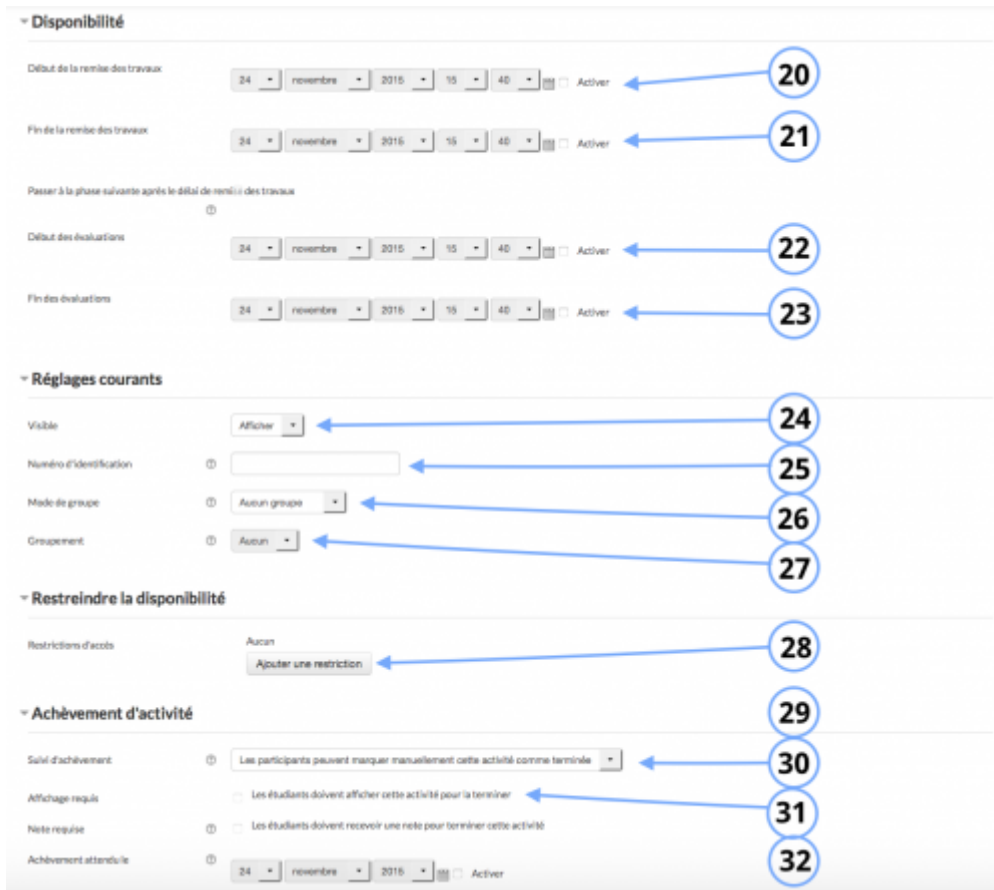 Disponibilité
Début de la remise des travaux
24 novembre 2015 15 40 Activer 20
Fin de la remise des travaux
24 novembre 2015 15 40 Activer 21
Passer à la phase suivante après le délai de remise des travaux
Début des évaluations
24 novembre 2015 15 40 Activer 22
Fin des évaluations
24 novembre 2015 15 40 Activer 23
Réglages courants
Visible Afficher 24
Numéro d'identification 25
Mode de groupe Aucun groupe 26
Groupement Aucun 27
Restreindre la disponibilité
Restrictions d'accès Aucun
Ajouter une restriction 28
Achèvement d'activité 29
Suivi d'achèvement Les participants peuvent marquer manuellement cette activité comme terminée 30
Affichage requis Les étudiants doivent afficher cette activité pour la terminer 31
Note requise Les étudiants doivent recevoir une note pour terminer cette activité
Achèvement attendu le 32
24 novembre 2015 Activer